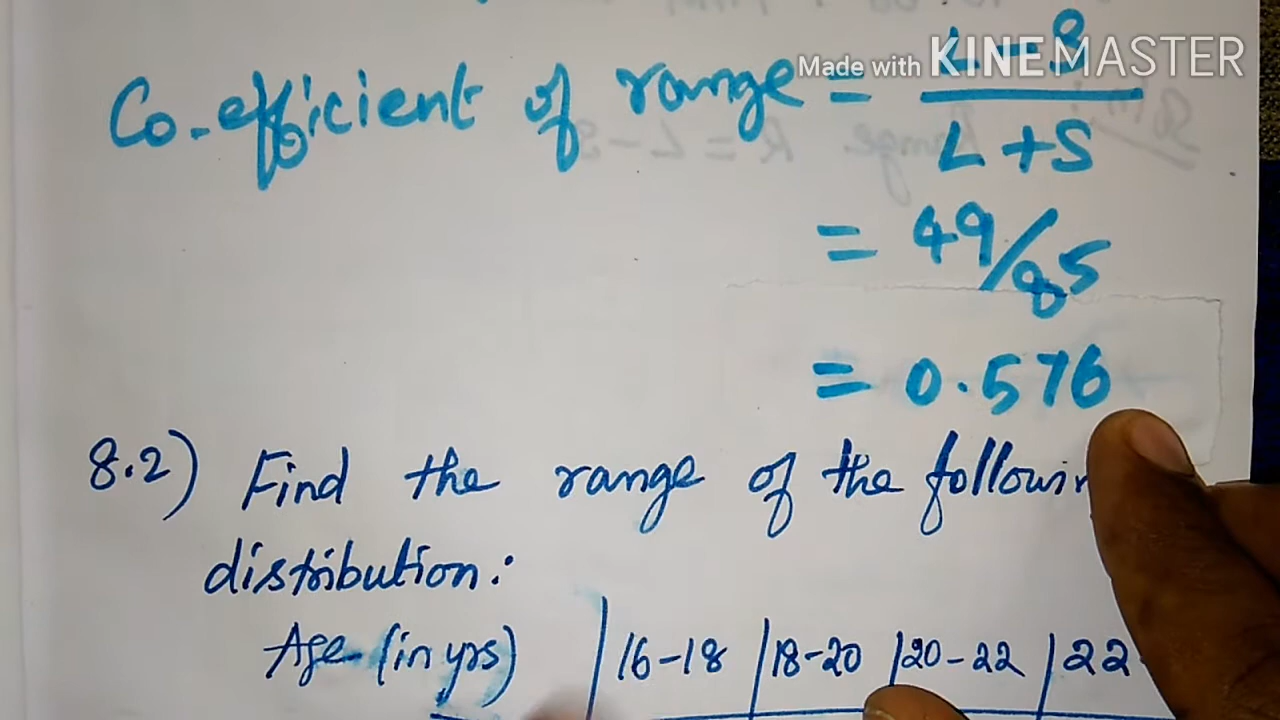 Made with KINEMASTER
Co-efficient of range = L-S
L+S
= 49/85
= 0.576
8.2) Find the range of the
distribution:
Age (in yrs) | 16-18 | 18-20 | 20-22 | 22